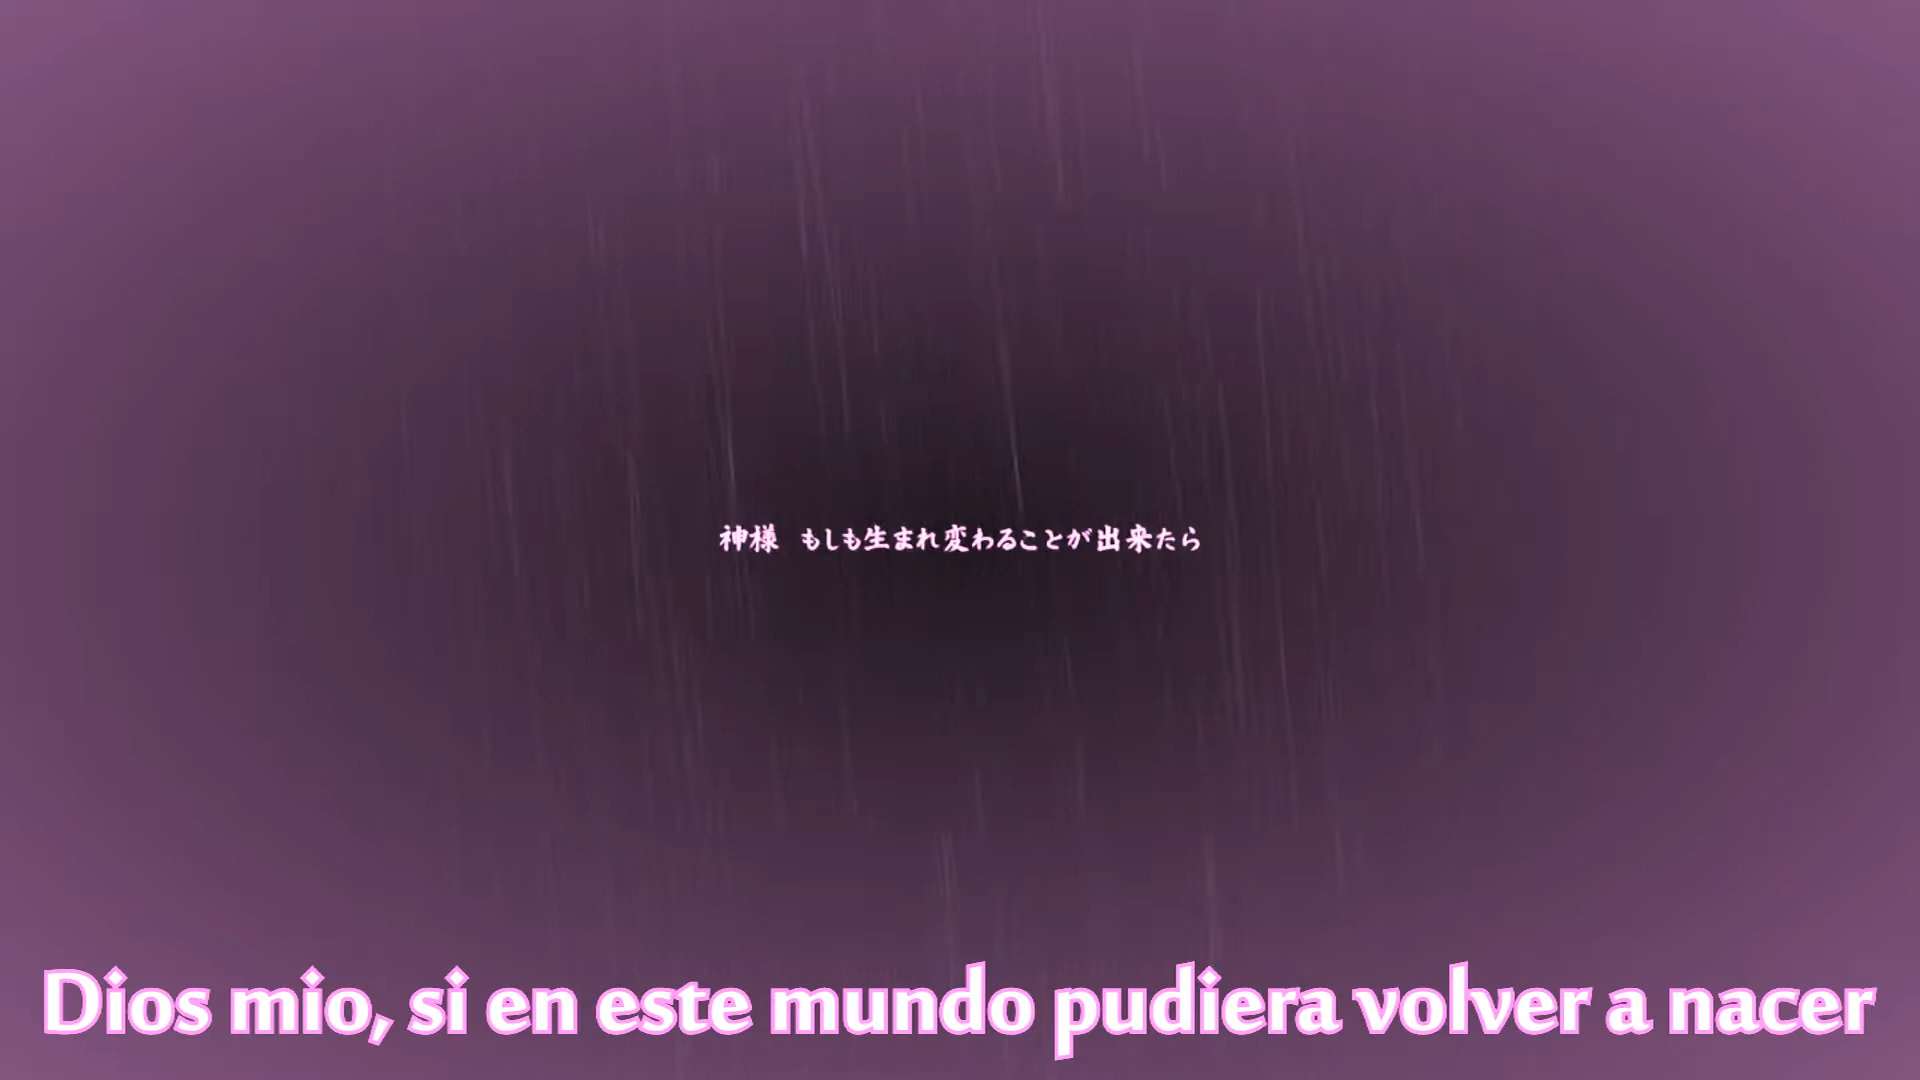 神様　もしも生まれ変わることが出来たら
Dios mio, si en este mundo pudiera volver a nacer